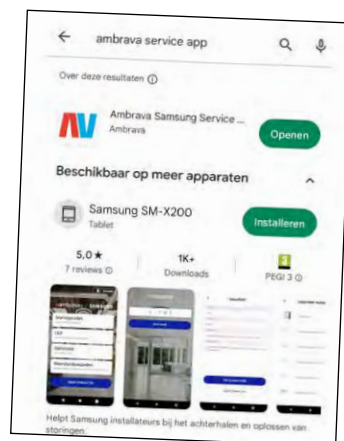 ambrava service app
Over deze resultaten
Ambrava Samsung Service ...
Ambrava
Openen
Beschikbaar op meer apparaten
Samsung SM-X200
Tablet
Installeren
5,0 ★
1K+
3
7 reviews
Downloads
PEGI 3
Helpt Samsung installateurs bij het achterhalen en oplossen van
storingen.